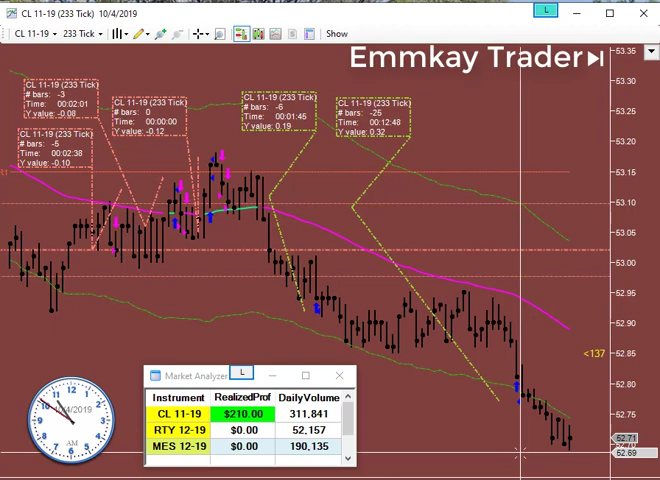 CL 11-19 (233 Tick) 10/4/2019
L
CL 11-19
233 Tick
Show
Emmkay Trader
53.35
53.30
53.25
53.20
53.15
53.10
53.05
53.00
52.95
52.90
52.85
52.80
52.75
52.71
52.69
CL 11-19 (233 Tick)
# bars: -3
Time: 00:02:01
Y value: -0.08
CL 11-19 (233 Tick)
# bars: 0
Time: 00:00:00
Y value: -0.12
CL 11-19 (233 Tick)
# bars: -6
Time: 00:01:45
Y value: 0.19
CL 11-19 (233 Tick)
# bars: -25
Time: 00:12:48
Y value: 0.32
CL 11-19 (233 Tick)
# bars: -5
Time: 00:02:38
Y value: -0.10
R1
<137
10/4/2019
AM
Market Analyzer
L
Instrument RealizedProf DailyVolume
CL 11-19 $210.00 311,841
RTY 12-19 $0.00 52,157
MES 12-19 $0.00 190,135